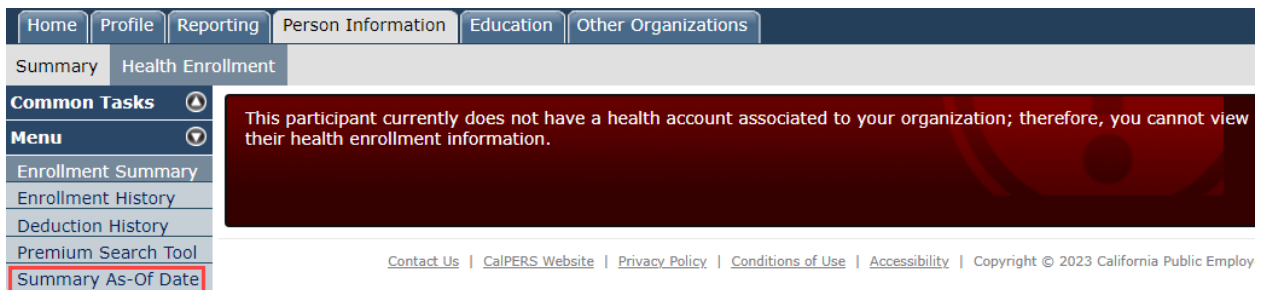 Home Profile Reporting Person Information Education Other Organizations
Summary Health Enrollment
Common Tasks
Menu
Enrollment Summary
Enrollment History
Deduction History
Premium Search Tool
Summary As-Of Date
This participant currently does not have a health account associated to your organization; therefore, you cannot view
their health enrollment information.
Contact Us | CalPERS Website | Privacy Policy | Conditions of Use | Accessibility | Copyright © 2023 California Public Employ